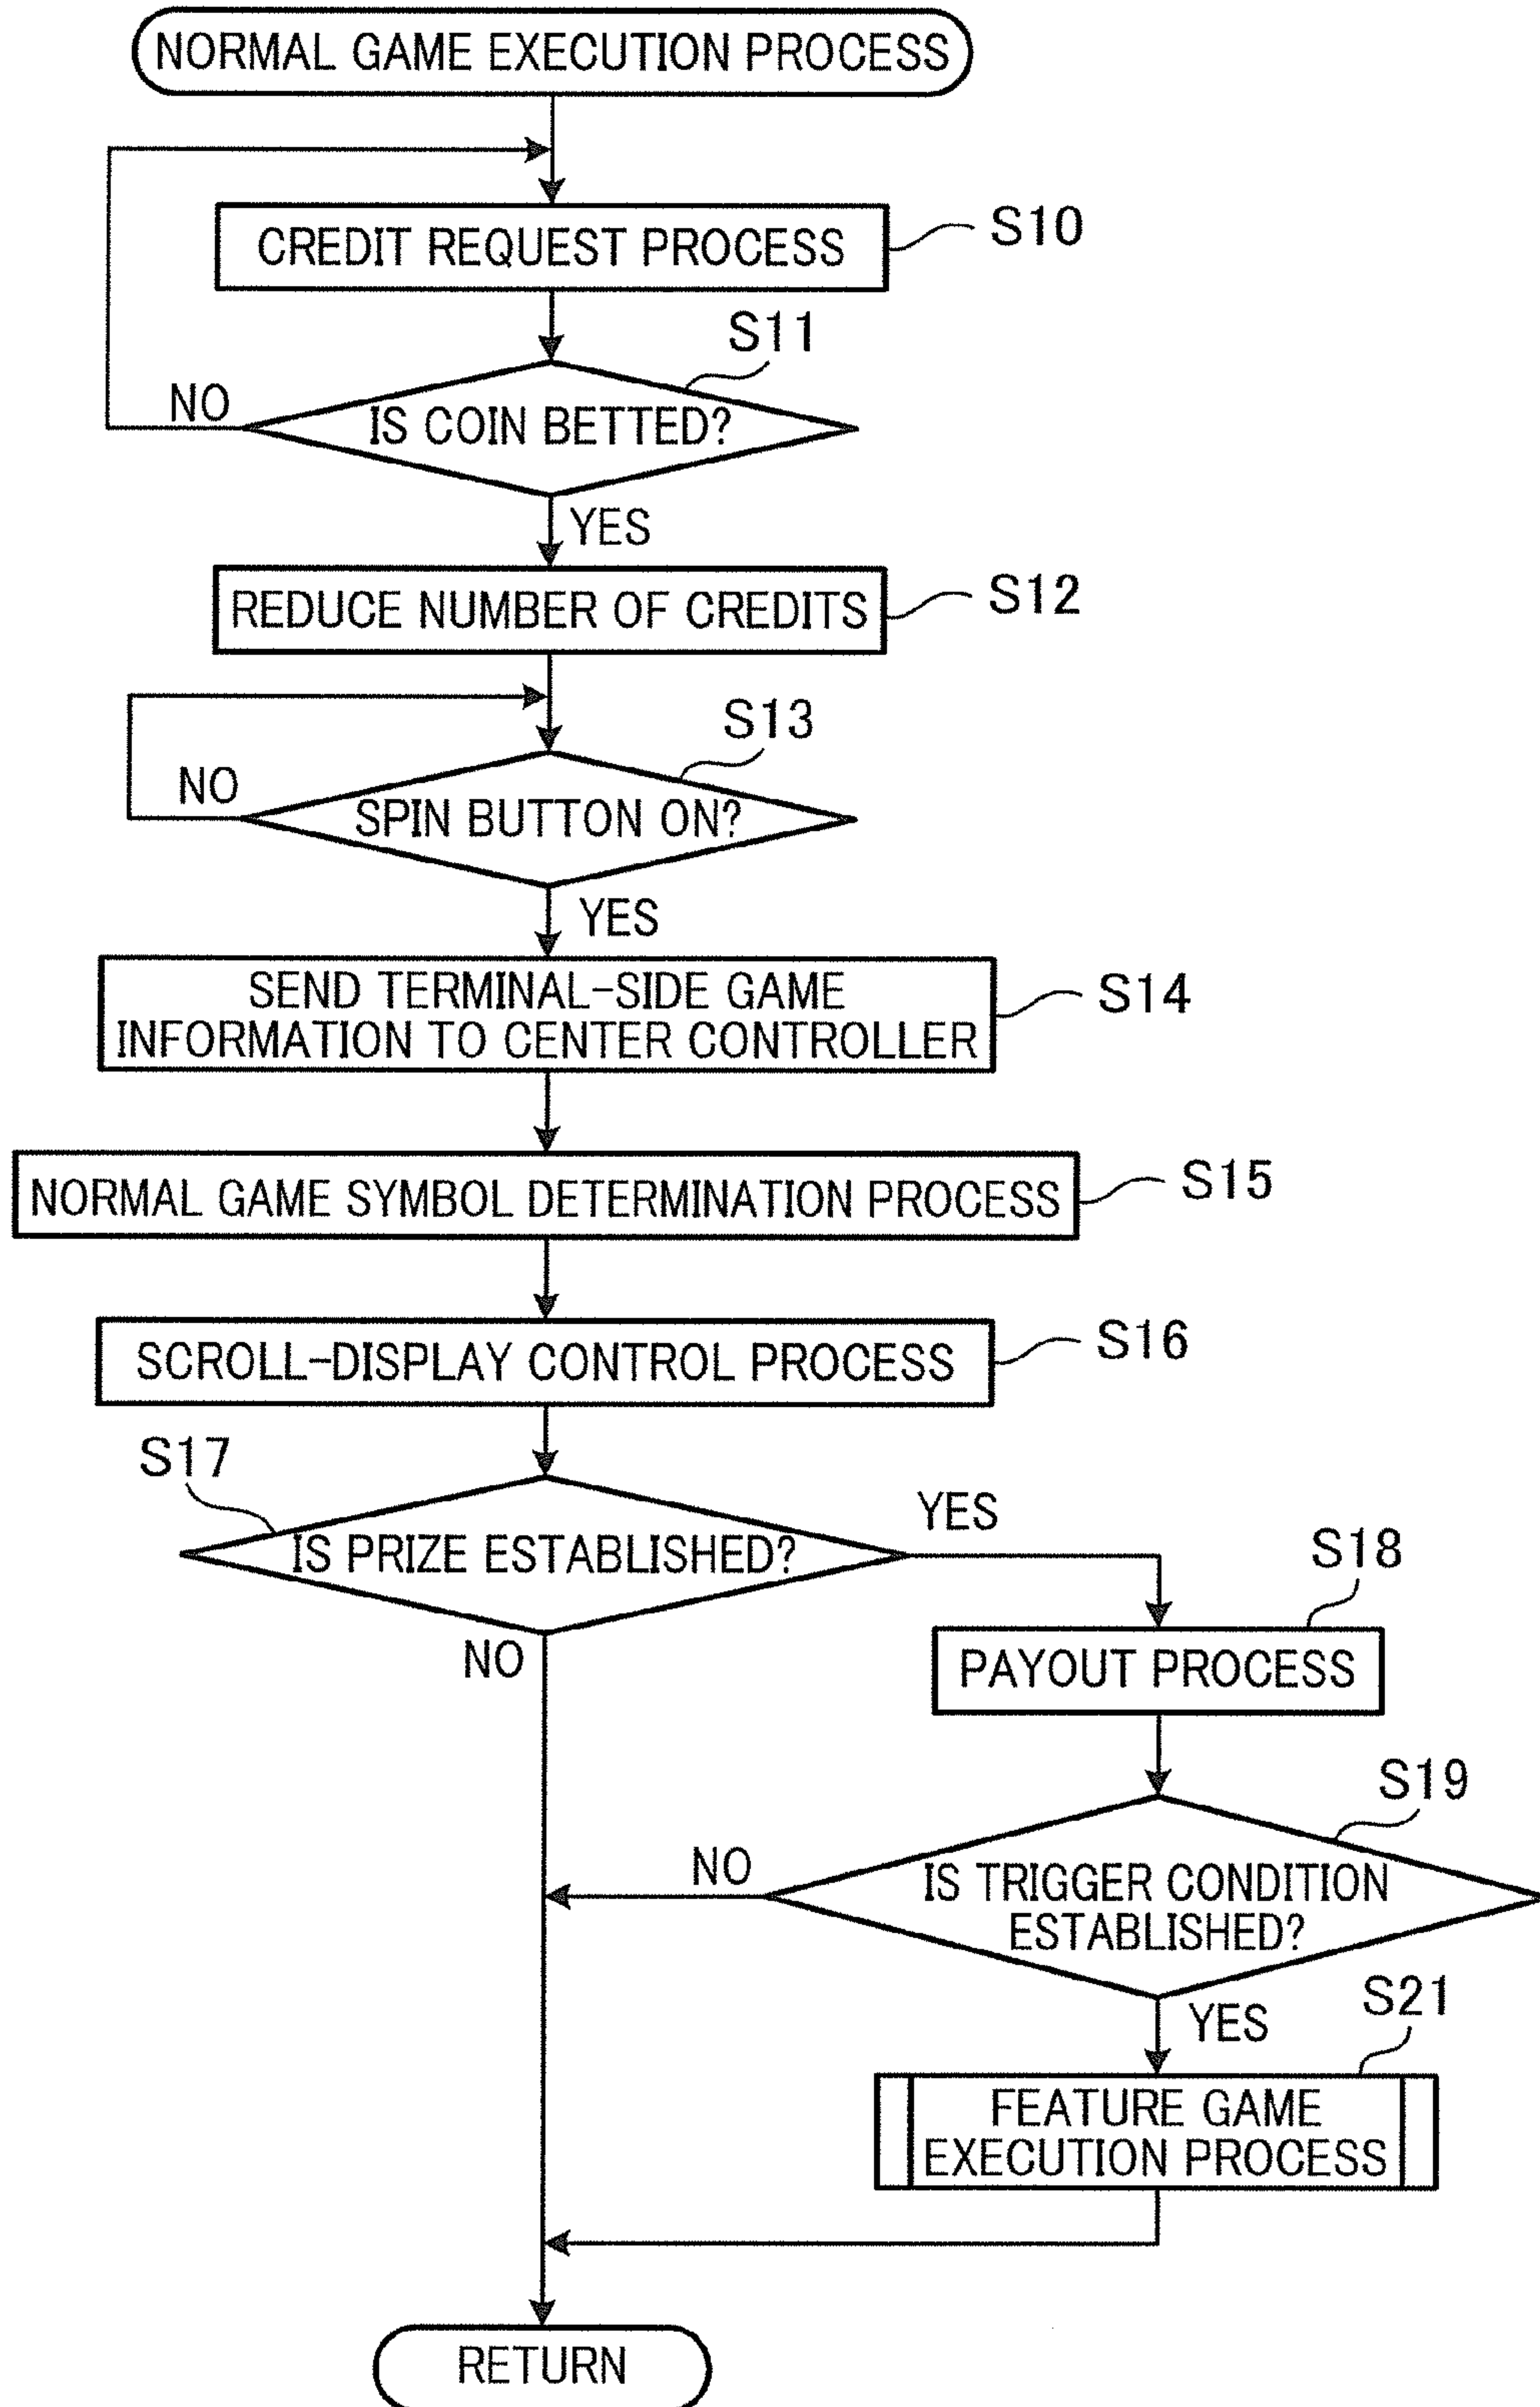 NORMAL GAME EXECUTION PROCESS
CREDIT REQUEST PROCESS
S10
S11
NO
IS COIN BETTED?
YES
REDUCE NUMBER OF CREDITS
S12
S13
NO
SPIN BUTTON ON?
YES
SEND TERMINAL-SIDE GAME
INFORMATION TO CENTER CONTROLLER
S14
NORMAL GAME SYMBOL DETERMINATION PROCESS
S15
SCROLL-DISPLAY CONTROL PROCESS
S16
S17
IS PRIZE ESTABLISHED?
YES
NO
S18
PAYOUT PROCESS
S19
NO
IS TRIGGER CONDITION
ESTABLISHED?
YES
S21
FEATURE GAME
EXECUTION PROCESS
RETURN